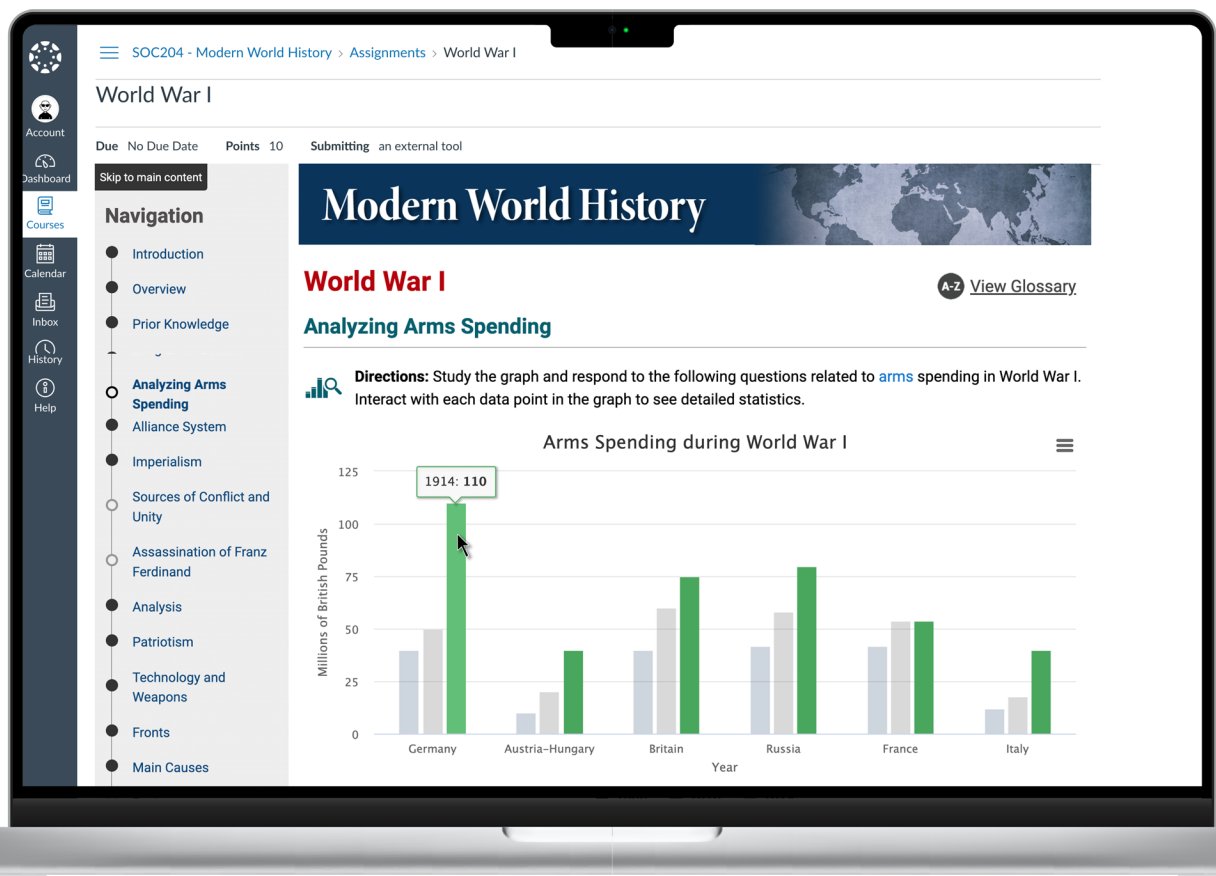 SOC204 - Modern World History > Assignments > World War I
World War I
Due No Due Date Points 10 Submitting an external tool
Account
Dashboard
Courses
Calendar
Inbox
History
Help
Skip to main content
Navigation
Introduction
Overview
Prior Knowledge
Analyzing Arms
Spending
Alliance System
Imperialism
Sources of Conflict and
Unity
Assassination of Franz
Ferdinand
Analysis
Patriotism
Technology and
Weapons
Fronts
Main Causes
Modern World History
World War I
A-Z View Glossary
Analyzing Arms Spending
Directions: Study the graph and respond to the following questions related to arms spending in World War I.
Interact with each data point in the graph to see detailed statistics.
Arms Spending during World War I
1914: 110
Millions of British Pounds
125
100
75
50
25
0
Germany Austria-Hungary Britain Russia France Italy
Year